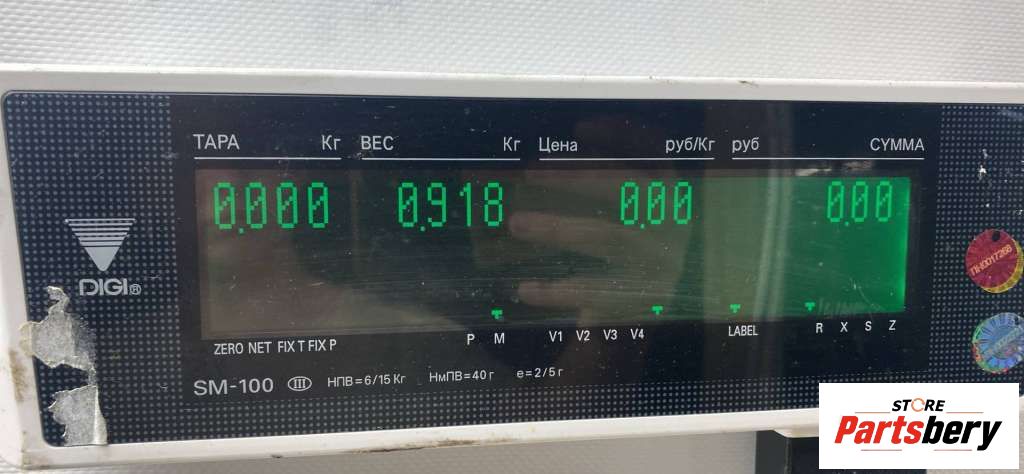 ТАРА Кг ВЕС Кг Цена руб/Кг руб СУММА
0.000 0.918 0.00 0.00
DIGI®
P M V1 V2 V3 V4 LABEL R X S Z
ZERO NET FIX T FIX P
SM-100 III НПВ=6/15 Кг НмПВ=40 г е=2/5 г
STORE
Partsbery